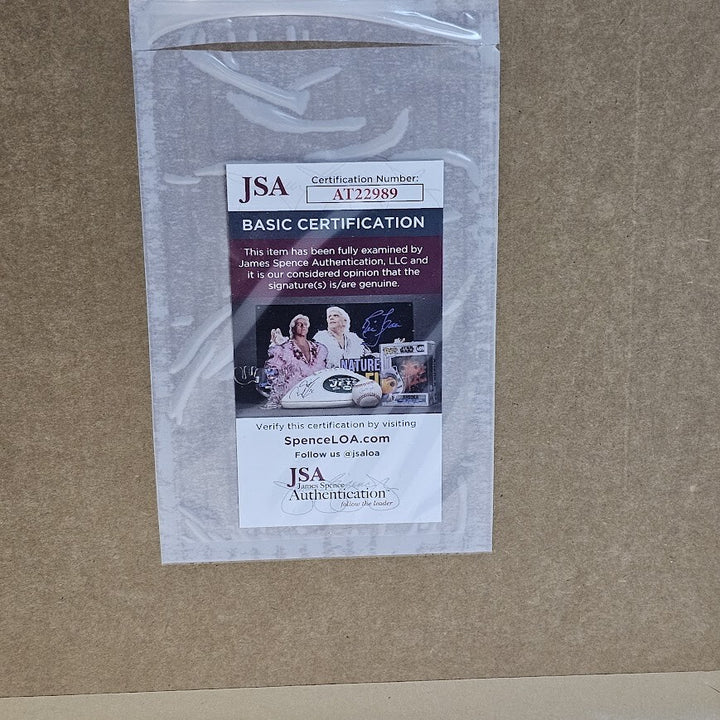 JSA
Certification Number:
AT22989
BASIC CERTIFICATION
This item has been fully examined by
James Spence Authentication, LLC and
it is our considered opinion that the
signature(s) is/are genuine.
NATURE
JETS
Verify this certification by visiting
SpenceLOA.com
Follow us @jsaloa
JSA
James Spence
Authentication
follow the leader